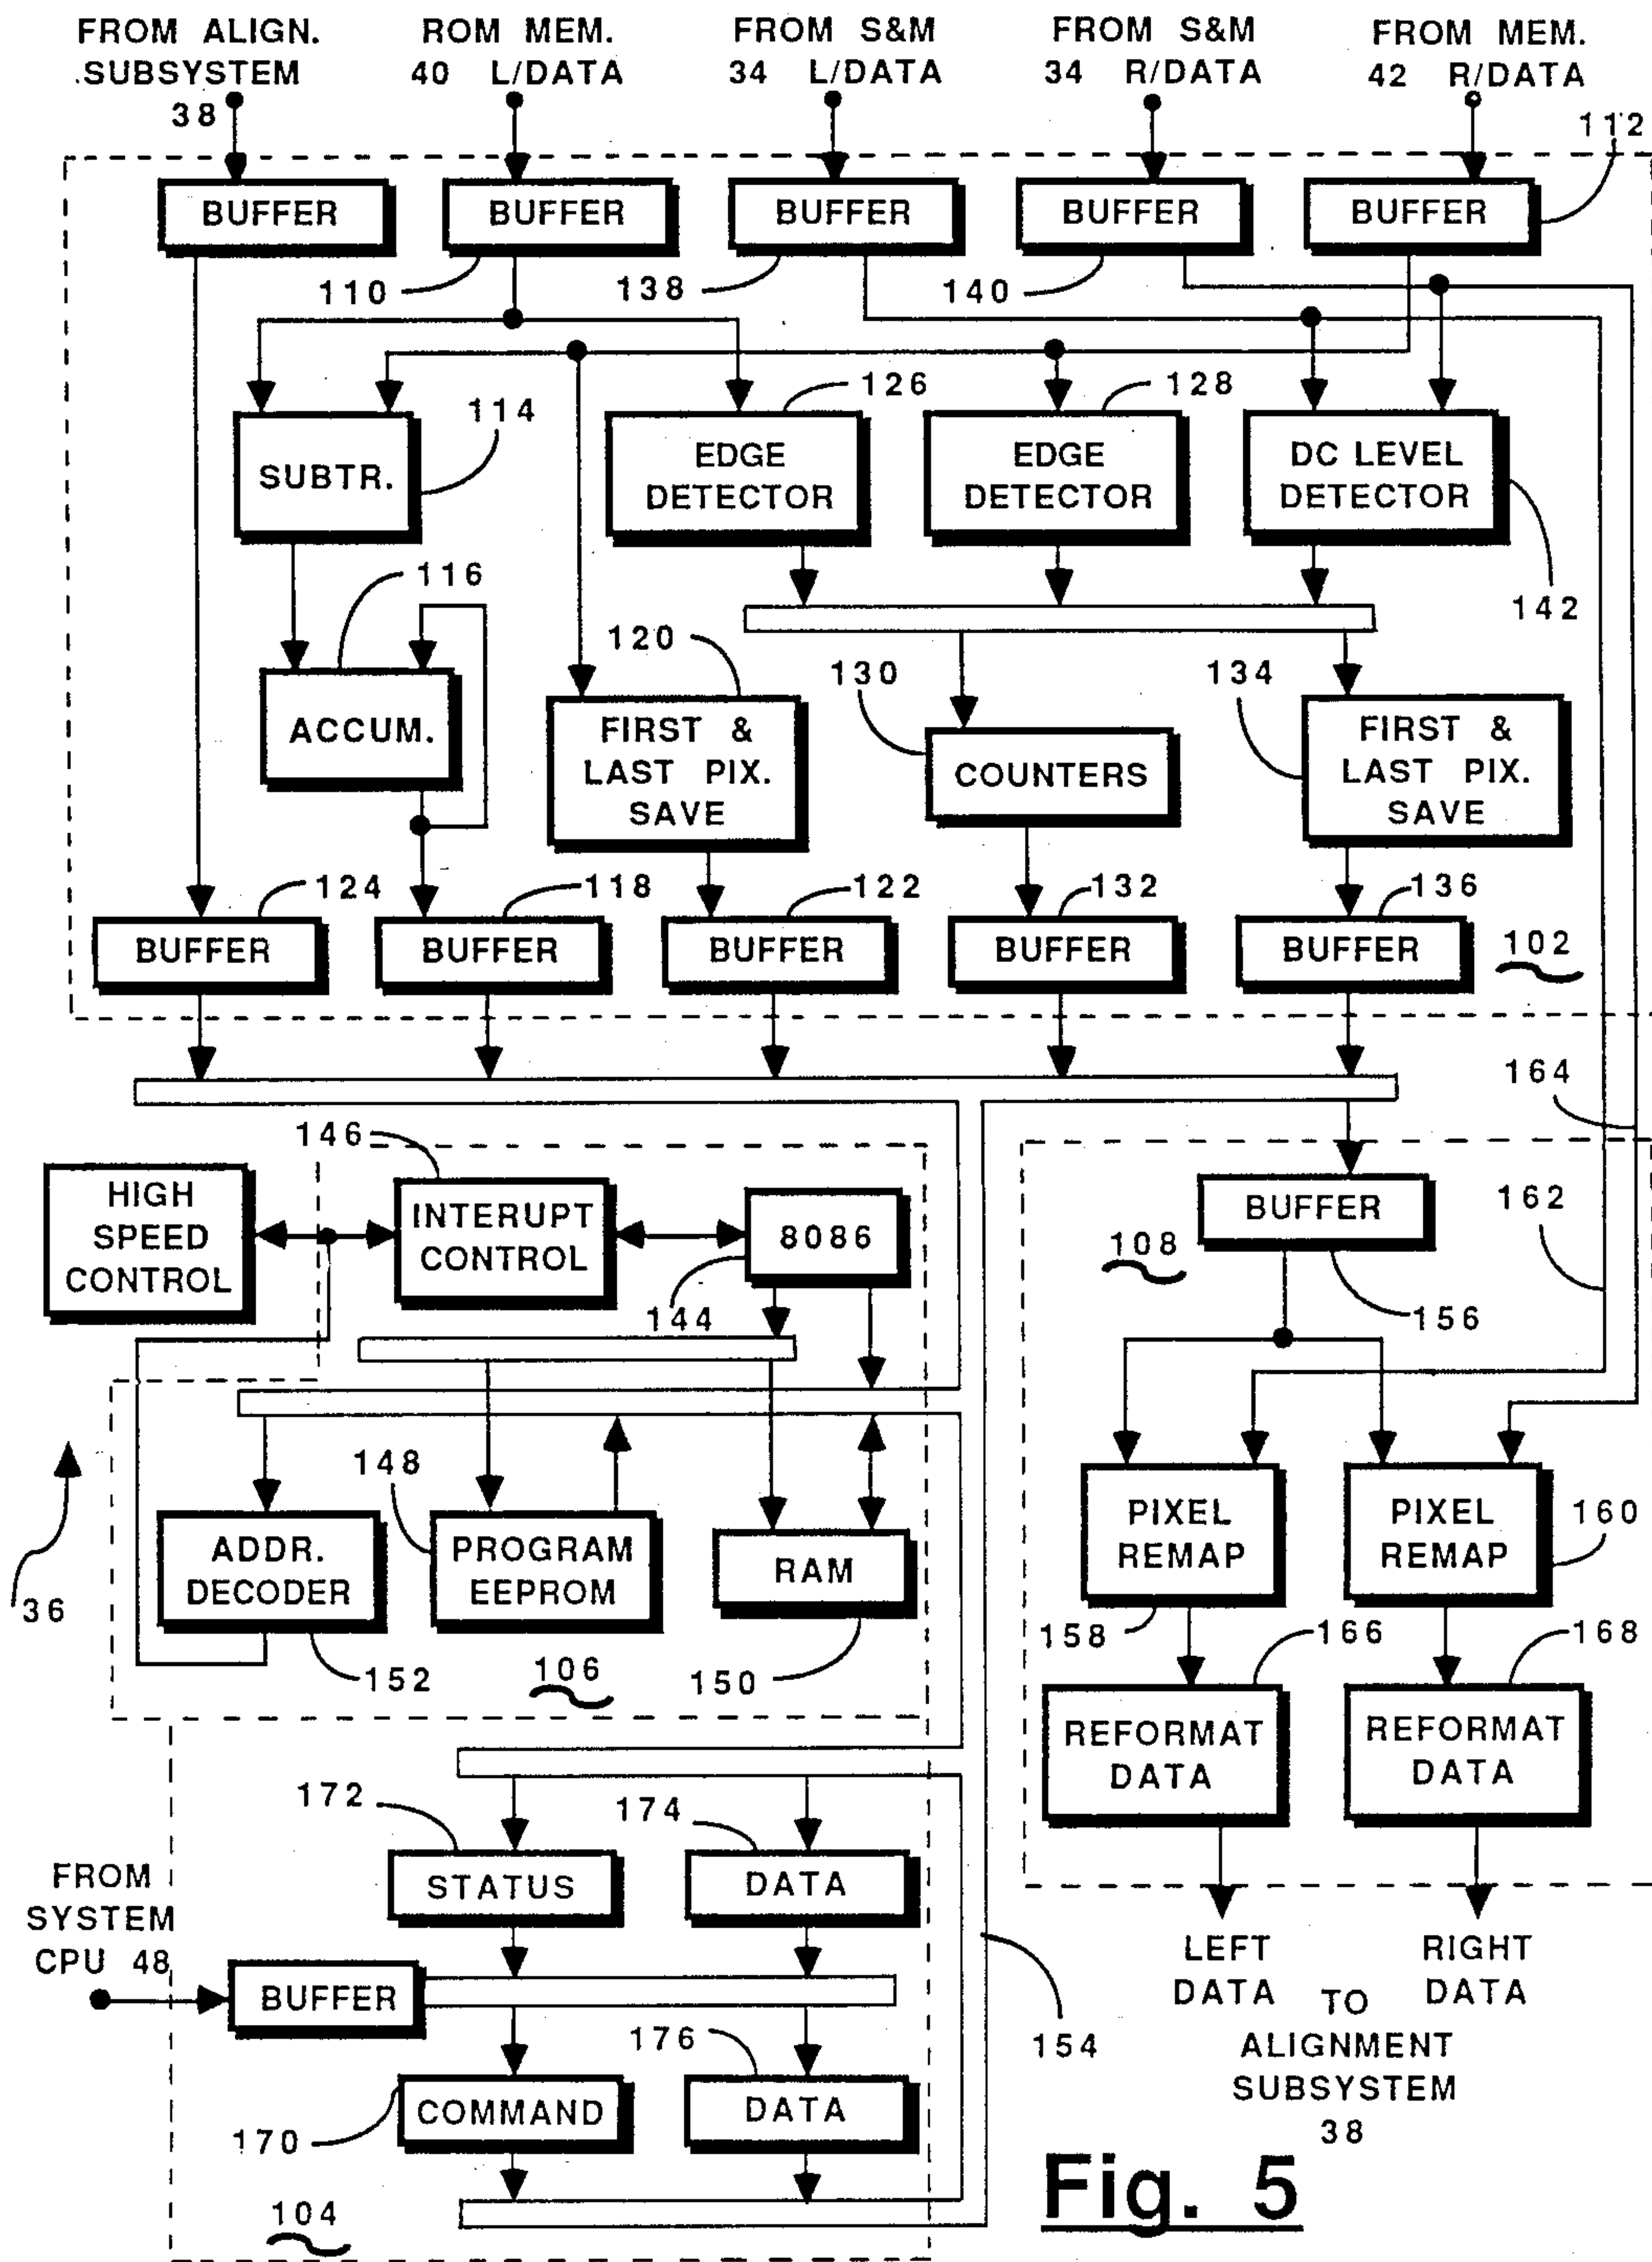 FROM ALIGN.
SUBSYSTEM
38
ROM MEM.
40 L/DATA
FROM S&M
34 L/DATA
FROM S&M
34 R/DATA
FROM MEM.
42 R/DATA
112
BUFFER
BUFFER
BUFFER
BUFFER
BUFFER
110
138
140
126
128
114
SUBTR.
EDGE
DETECTOR
EDGE
DETECTOR
DC LEVEL
DETECTOR
116
142
120
130
134
ACCUM.
FIRST &
LAST PIX.
SAVE
COUNTERS
FIRST &
LAST PIX.
SAVE
124
118
122
132
136
BUFFER
BUFFER
BUFFER
BUFFER
BUFFER
102
164
146
HIGH
SPEED
CONTROL
INTERUPT
CONTROL
8086
BUFFER
162
108
144
156
148
36
ADDR.
DECODER
PROGRAM
EEPROM
RAM
PIXEL
REMAP
PIXEL
REMAP
160
158
166
168
152
106
150
REFORMAT
DATA
REFORMAT
DATA
172
174
FROM
SYSTEM
CPU 48
STATUS
DATA
LEFT
DATA
RIGHT
DATA
BUFFER
TO
ALIGNMENT
SUBSYSTEM
38
176
154
COMMAND
DATA
170
104
Fig. 5